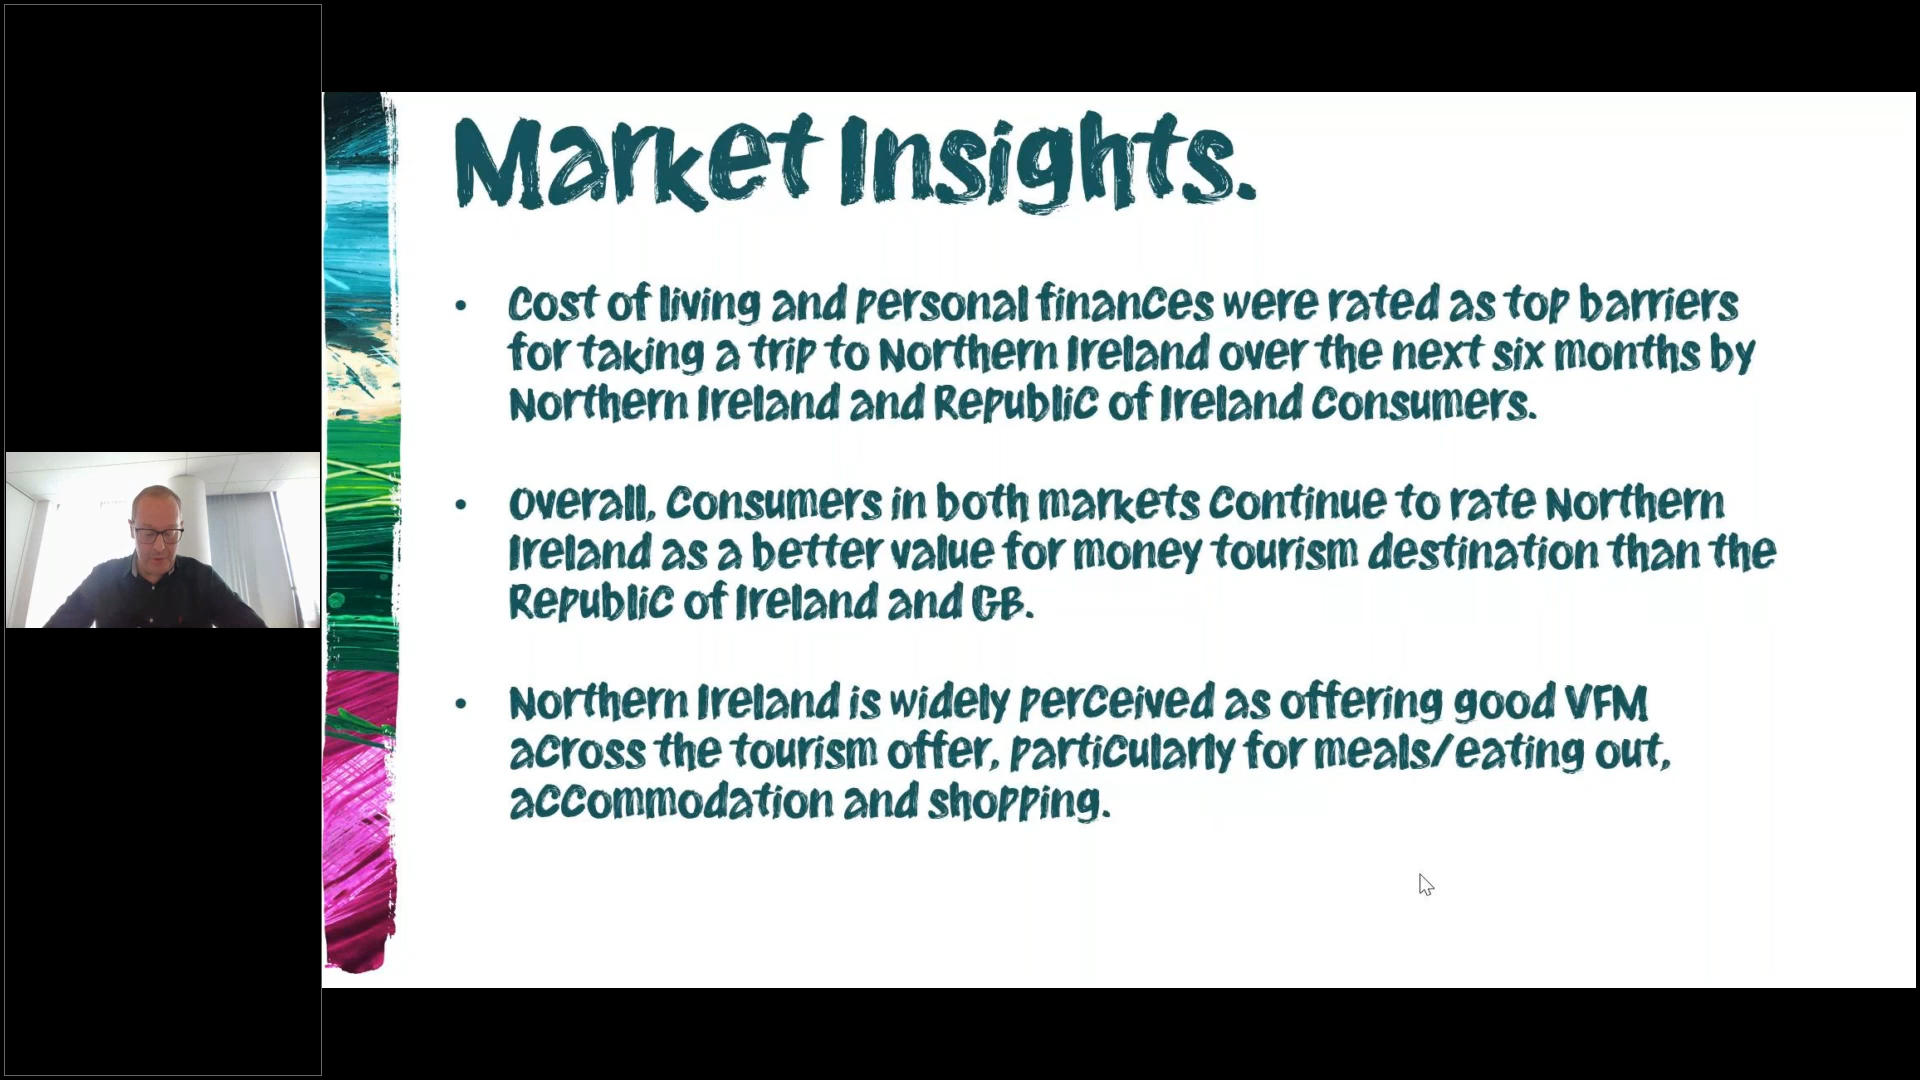 Market Insights.
• Cost of living and personal finances were rated as top barriers
for taking a trip to Northern Ireland over the next six months by
Northern Ireland and Republic of Ireland Consumers.
• Overall, Consumers in both markets Continue to rate Northern
Ireland as a better value for money tourism destination than the
Republic of Ireland and GB.
• Northern Ireland is widely perceived as offering good VFM
across the tourism offer, particularly for meals/eating out,
accommodation and shopping.